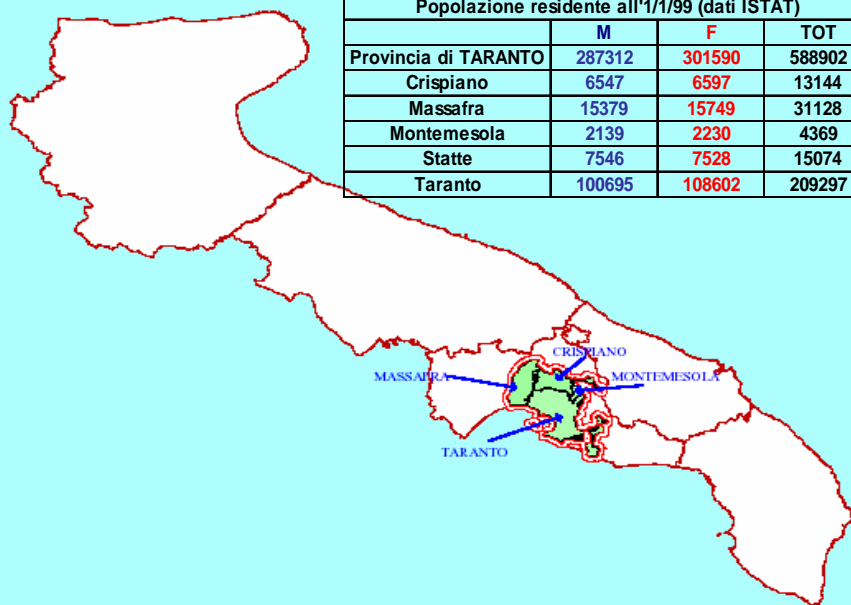 Popolazione residente all'1/1/99 (dati ISTAT)
M F TOT
Provincia di TARANTO 287312 301590 588902
Crispiano 6547 6597 13144
Massafra 15379 15749 31128
Montemesola 2139 2230 4369
Statte 7546 7528 15074
Taranto 100695 108602 209297
CRISPIANO
MASSAFRA
MONTEMESOLA
TARANTO